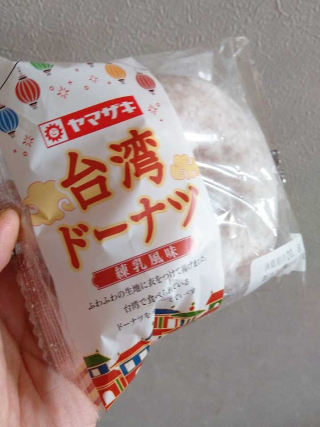 ヤマザキ
台湾
ドーナツ
練乳風味
ふわふわの生地に衣をつけて揚げました
台湾で食べられている
ドーナツを